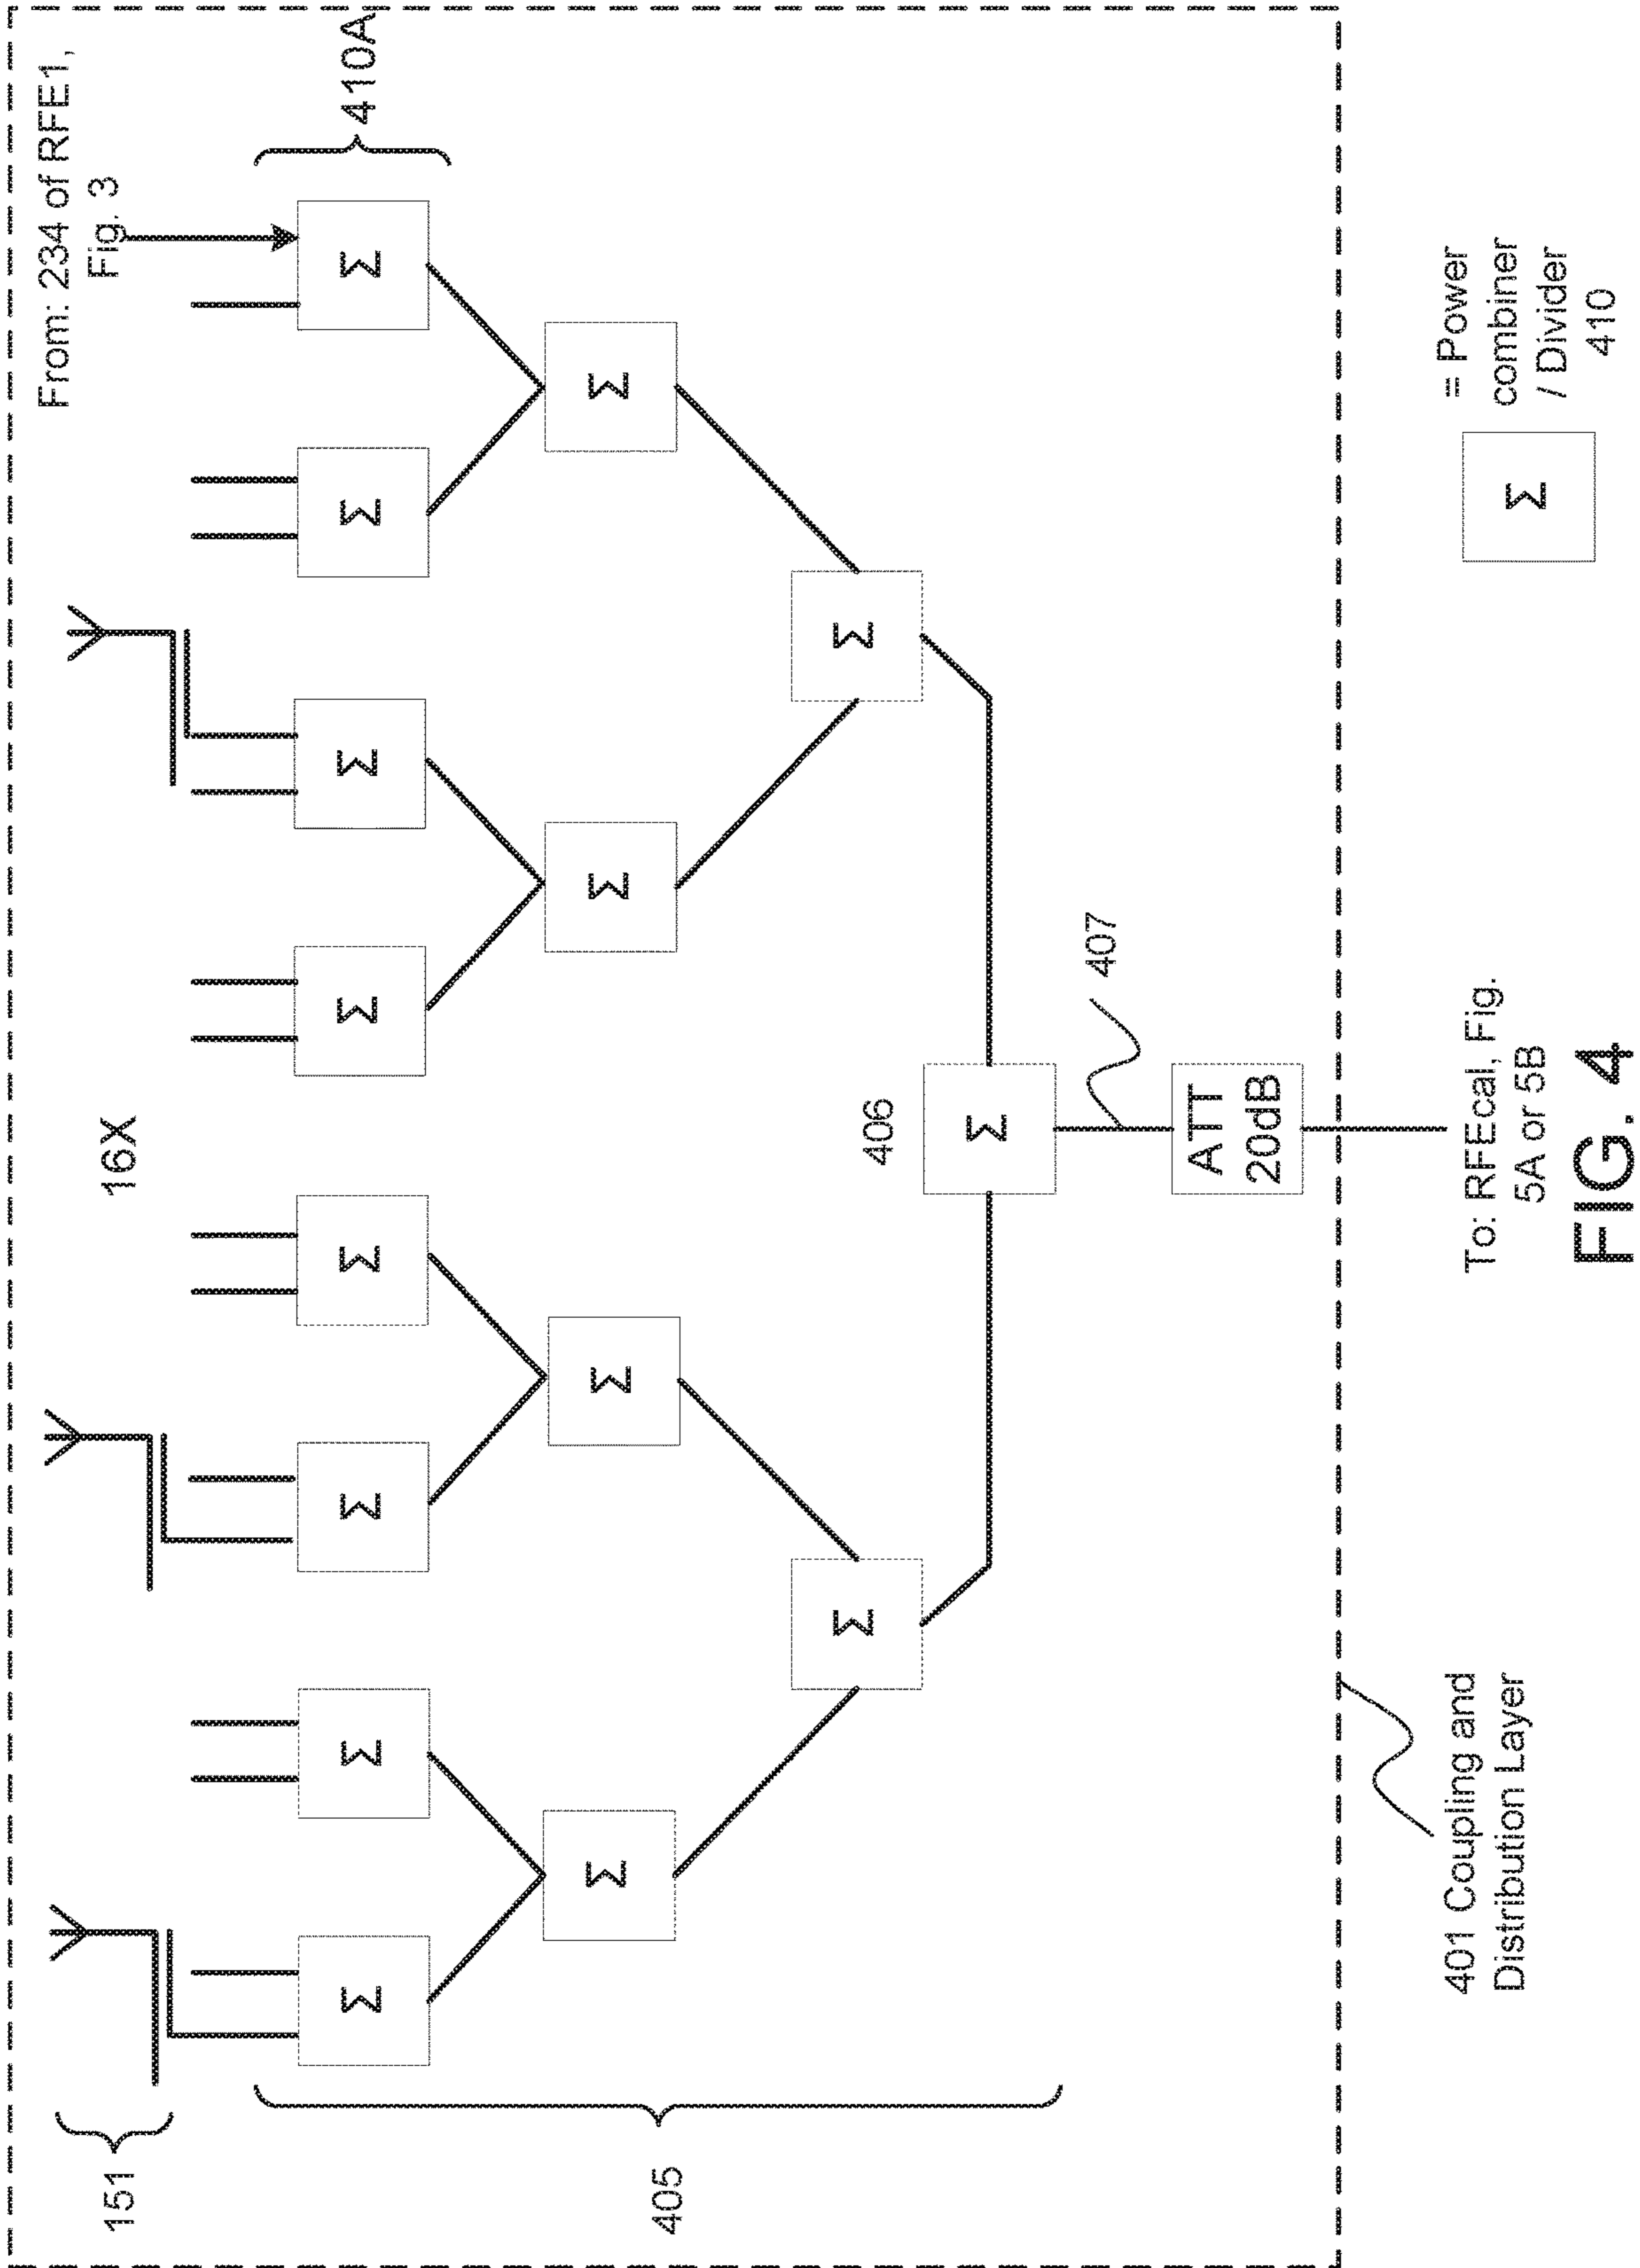 From: 234 of RFE1,
Fig. 3
410A
16X
151
Σ
Σ
Σ
Σ
Σ
Σ
Σ
Σ
Σ
Σ
Σ
Σ
Σ
Σ
405
406
Σ
407
ATT
20dB
401 Coupling and
Distribution Layer
To: RFEcal, Fig.
5A or 5B
Σ
= Power
combiner
/ Divider
410
FIG. 4